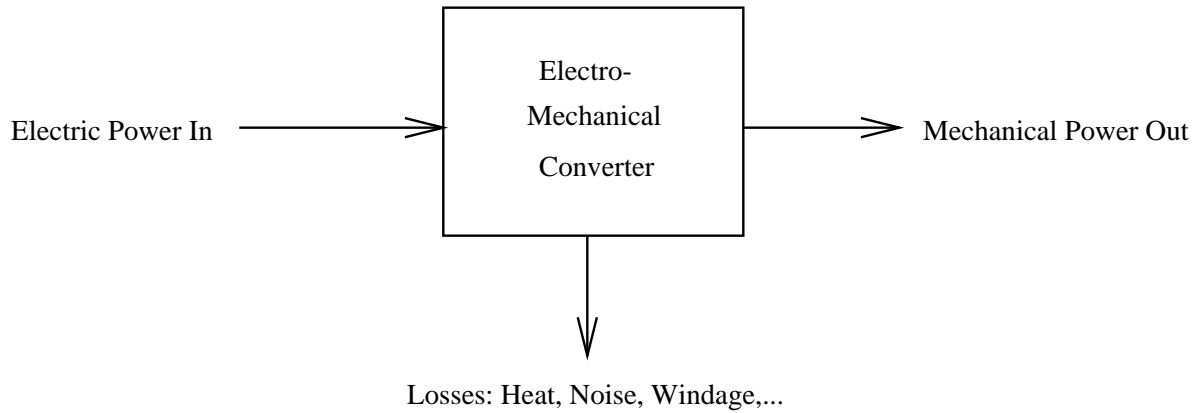 Electric Power In
Electro-
Mechanical
Converter
Mechanical Power Out
Losses: Heat, Noise, Windage,...